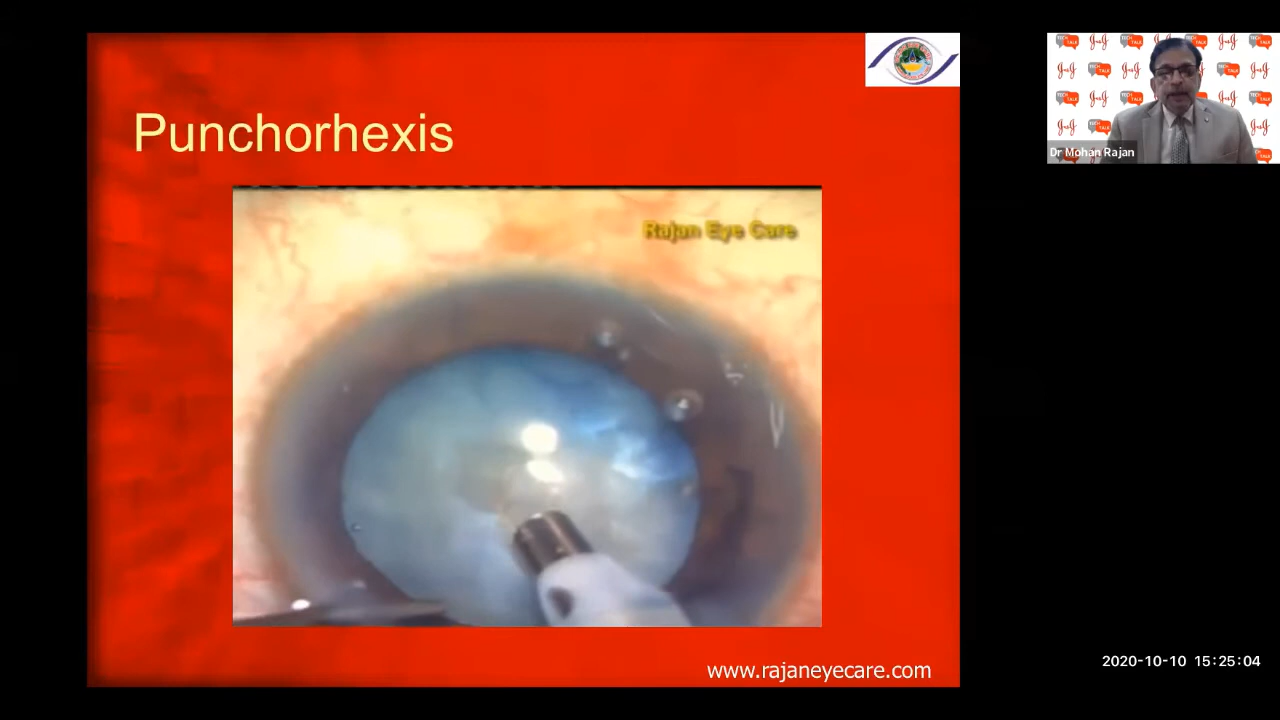 Punchorhexis
Rajan Eye Care
www.rajaneyecare.com
Dr Mohan Rajan
2020-10-10 15:25:04